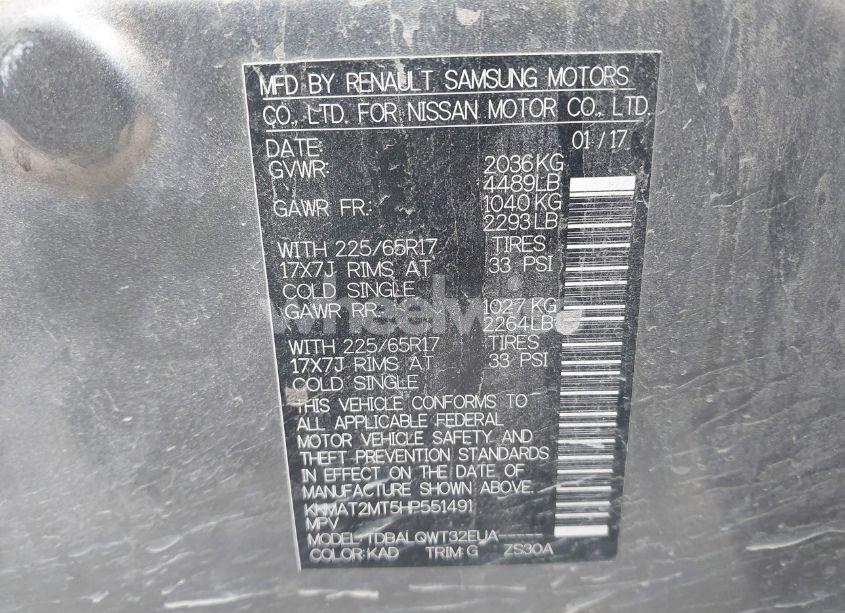 MFD BY RENAULT SAMSUNG MOTORS
CO., LTD. FOR NISSAN MOTOR CO., LTD.
DATE: 01/17
GVWR: 2036KG
4489LB
GAWR FR.: 1040 KG
2293LB
WITH 225/65R17 TIRES
17X7J RIMS AT 33 PSI
COLD SINGLE
GAWR RR.: 1027 KG
2264LB
WITH 225/65R17 TIRES
17X7J RIMS AT 33 PSI
COLD SINGLE
THIS VEHICLE CONFORMS TO
ALL APPLICABLE FEDERAL
MOTOR VEHICLE SAFETY AND
THEFT PREVENTION STANDARDS
IN EFFECT ON THE DATE OF
MANUFACTURE SHOWN ABOVE.
KNMAT2MT5HP551491
MPV
MODEL: TDBALQWT32EUA------
COLOR: KAD TRIM: G ZS30A